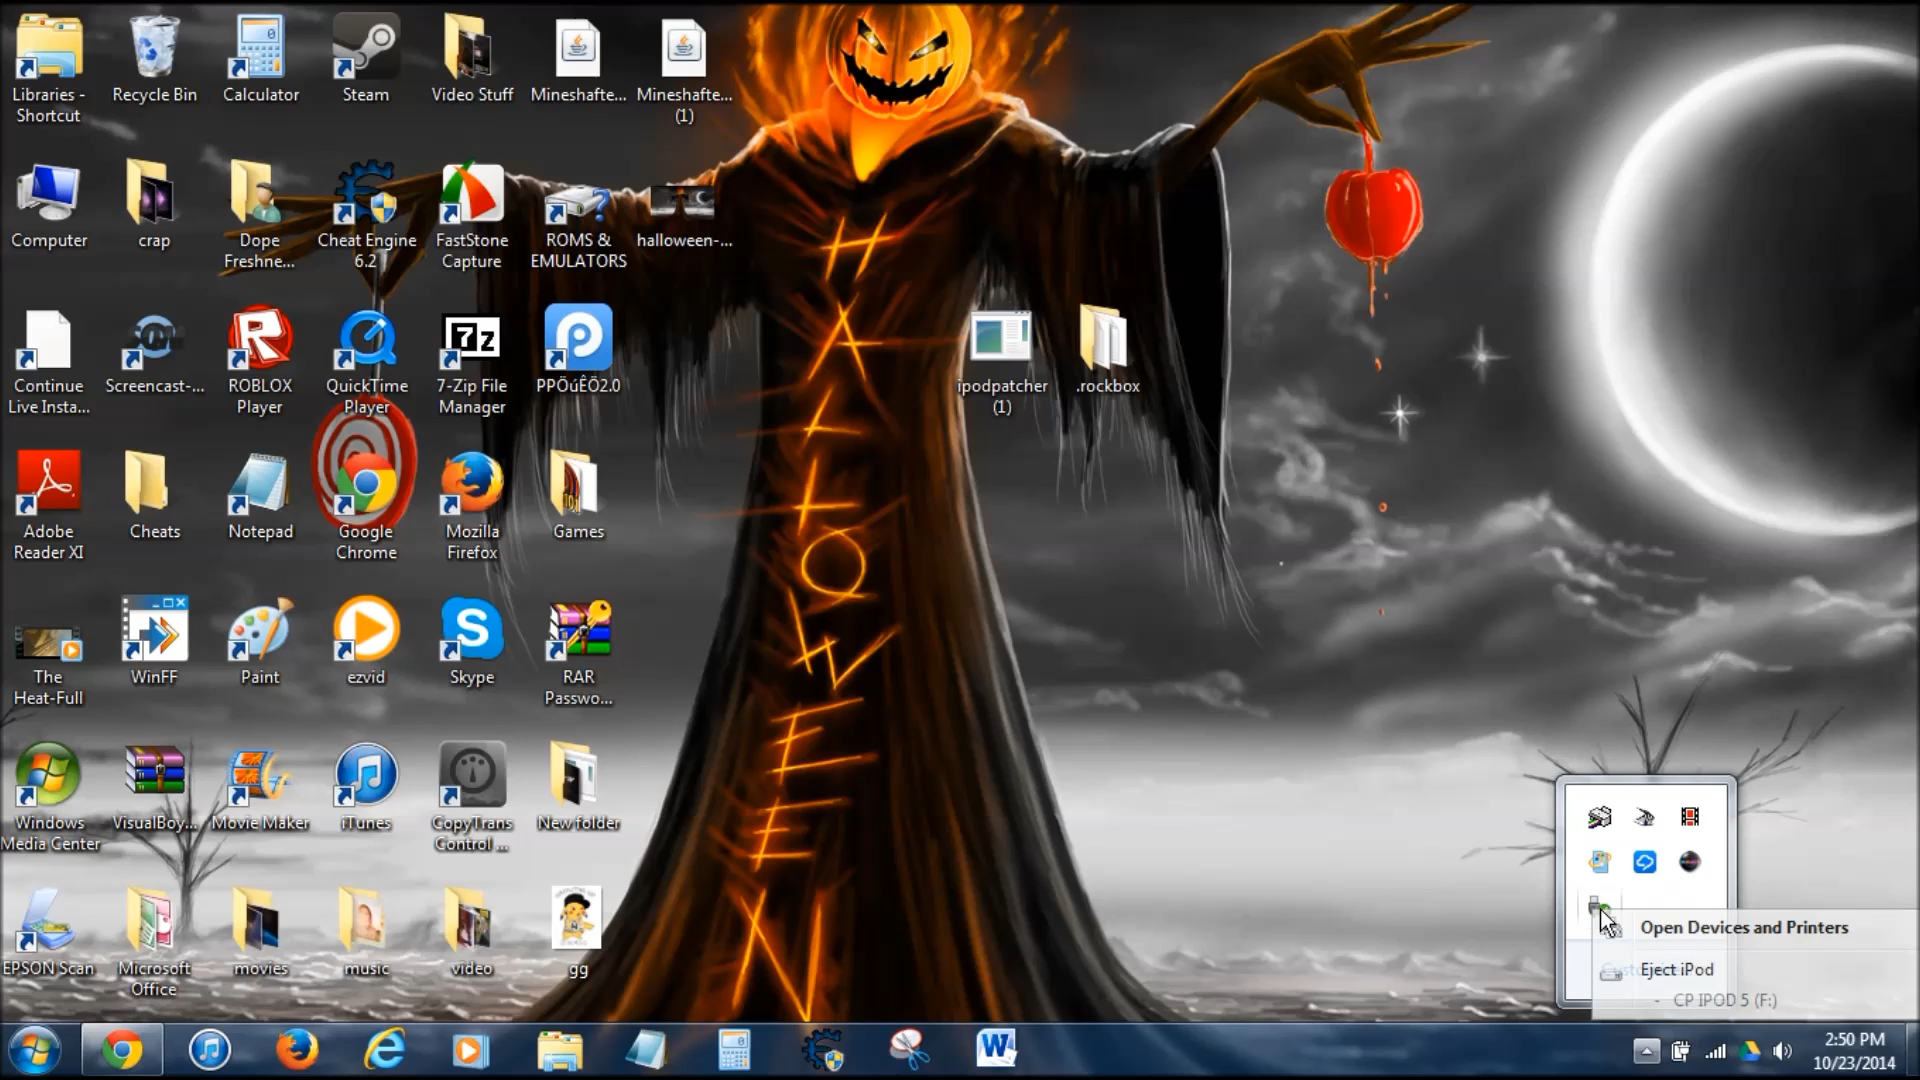 Libraries - Shortcut
Recycle Bin
Calculator
Steam
Video Stuff
Mineshafte...
Mineshafte... (1)
Computer
crap
Dope Freshne...
Cheat Engine 6.2
FastStone Capture
ROMS & EMULATORS
halloween-...
Continue Live Insta...
Screencast-...
ROBLOX Player
QuickTime Player
7-Zip File Manager
PPÖúÊÖ2.0
ipodpatcher (1)
.rockbox
Adobe Reader XI
Cheats
Notepad
Google Chrome
Mozilla Firefox
Games
The Heat-Full
WinFF
Paint
ezvid
Skype
RAR Passwo...
Windows Media Center
VisualBoy...
Movie Maker
iTunes
CopyTrans Control ...
New folder
EPSON Scan
Microsoft Office
movies
music
video
gg
HALLOWEEN
Open Devices and Printers
Eject iPod
- CP IPOD 5 (F:)
2:50 PM
10/23/2014